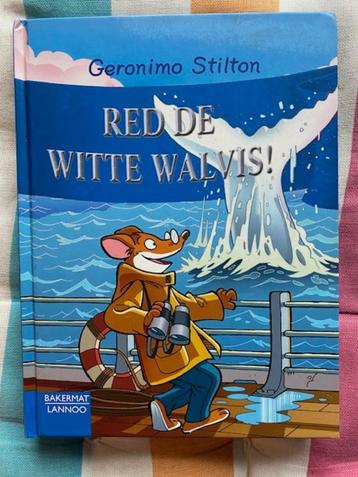 Geronimo Stilton
RED DE
WITTE WALVIS!
BAKERMAT
LANNOO